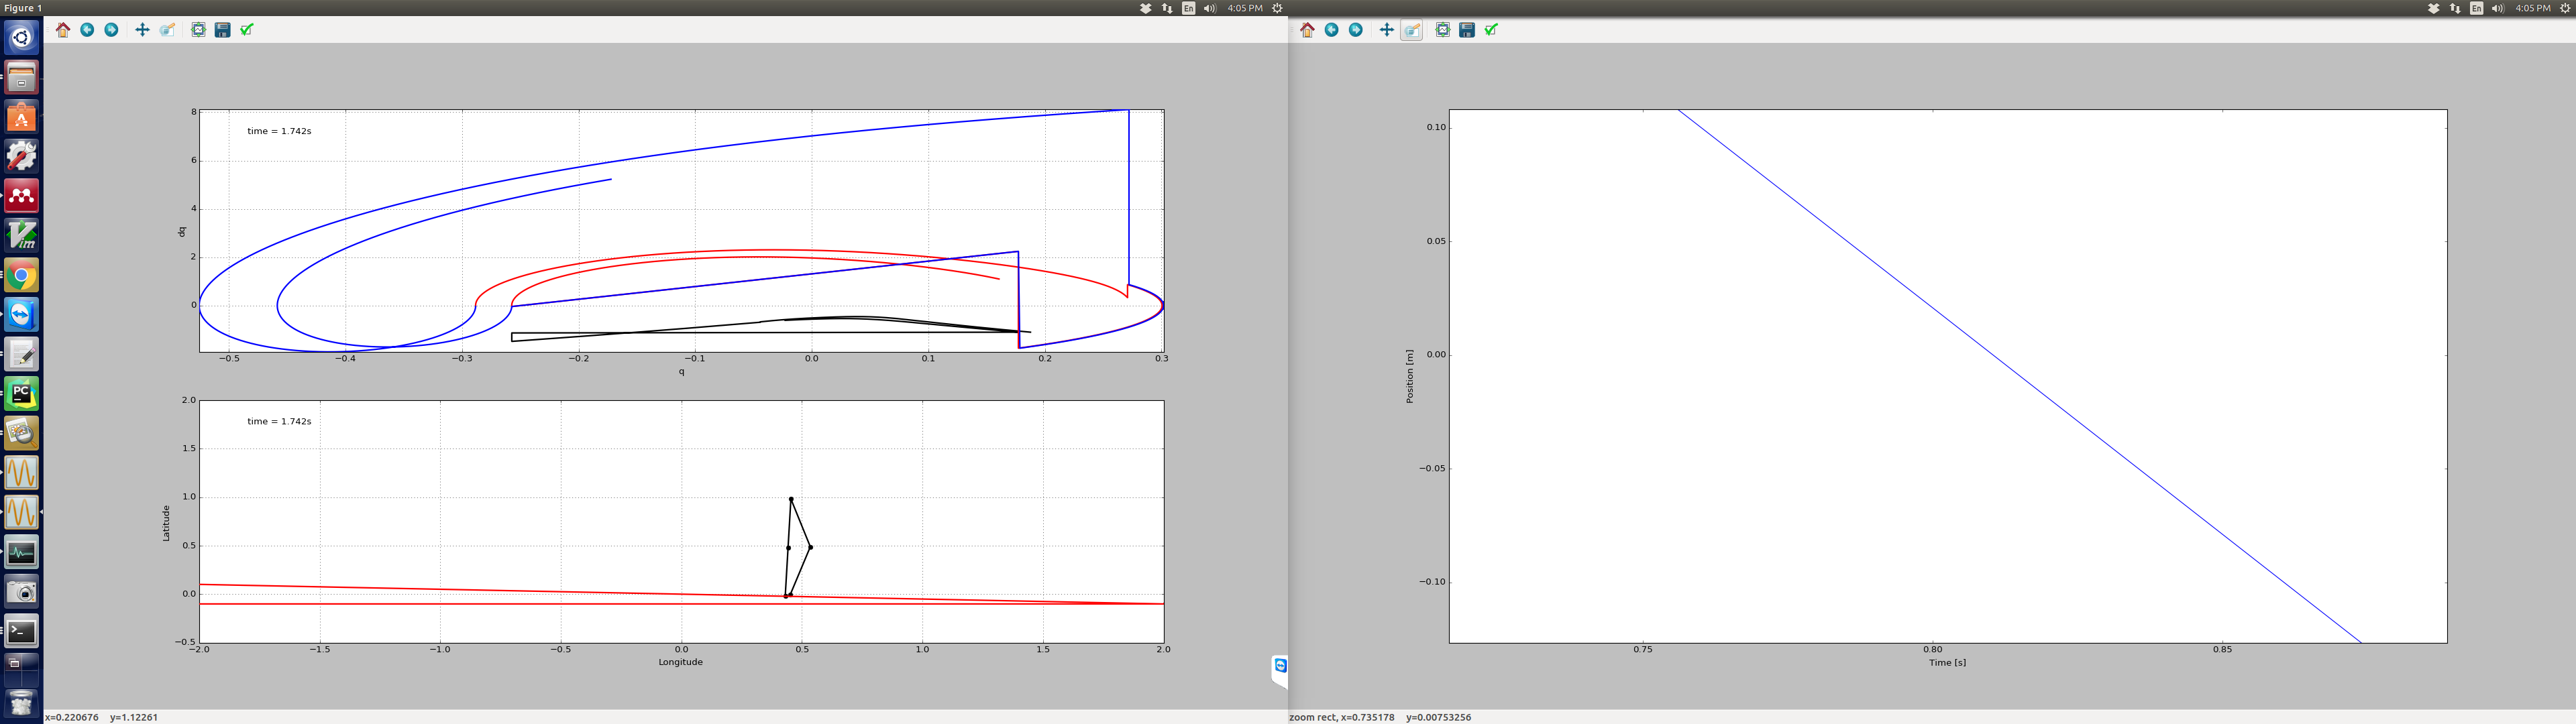 Figure 1
En
4:05 PM
En
4:05 PM
8
6
4
2
0
dq
time = 1.742s
−0.5 −0.4 −0.3 −0.2 −0.1 0.0 0.1 0.2 0.3
q
2.0
1.5
1.0
0.5
0.0
−0.5
Latitude
time = 1.742s
−2.0 −1.5 −1.0 −0.5 0.0 0.5 1.0 1.5 2.0
Longitude
0.10
0.05
0.00
−0.05
−0.10
Position [m]
0.75 0.80 0.85
Time [s]
A
Vim
PC
>_
x=0.220676 y=1.12261
zoom rect, x=0.735178 y=0.00753256